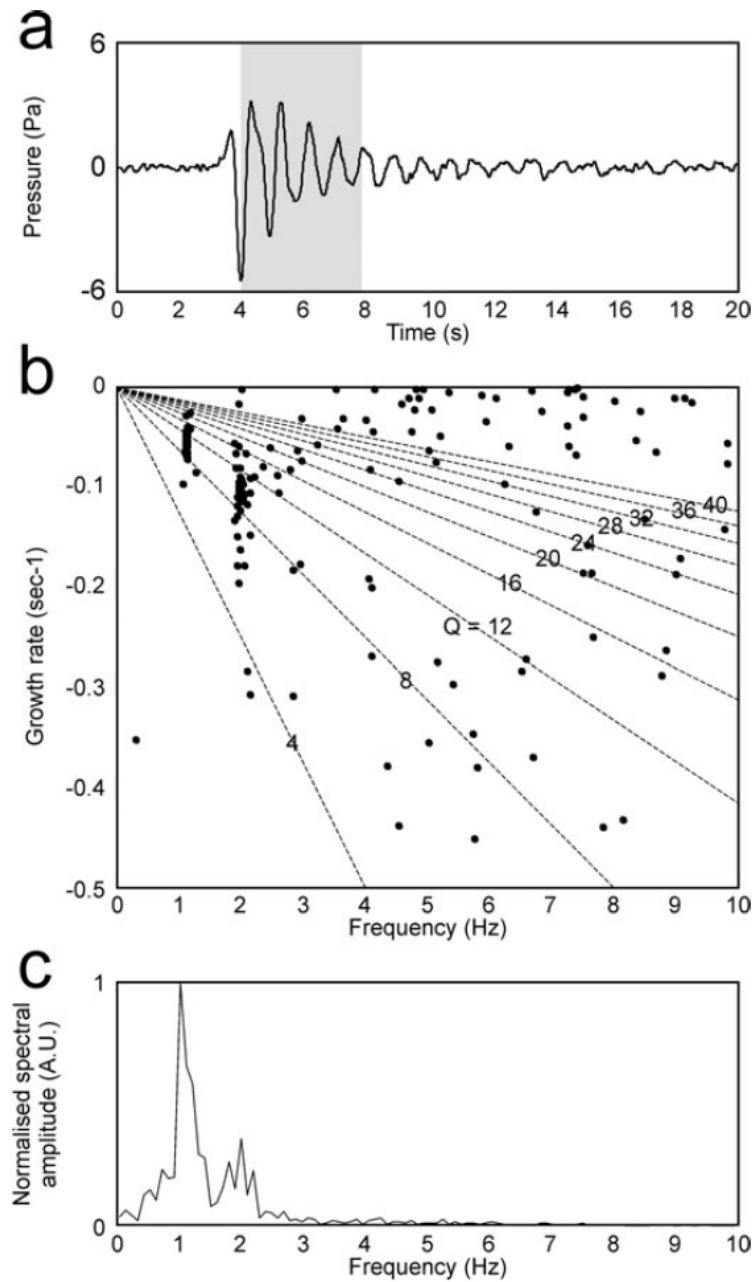 a
6
0
-6
Pressure (Pa)
0 2 4 6 8 10 12 14 16 18 20
Time (s)
b
0
-0.1
-0.2
-0.3
-0.4
-0.5
Growth rate (sec-1)
40
36
32
28
24
20
16
Q = 12
8
4
0 1 2 3 4 5 6 7 8 9 10
Frequency (Hz)
c
1
0
Normalised spectral
amplitude (A.U.)
0 1 2 3 4 5 6 7 8 9 10
Frequency (Hz)